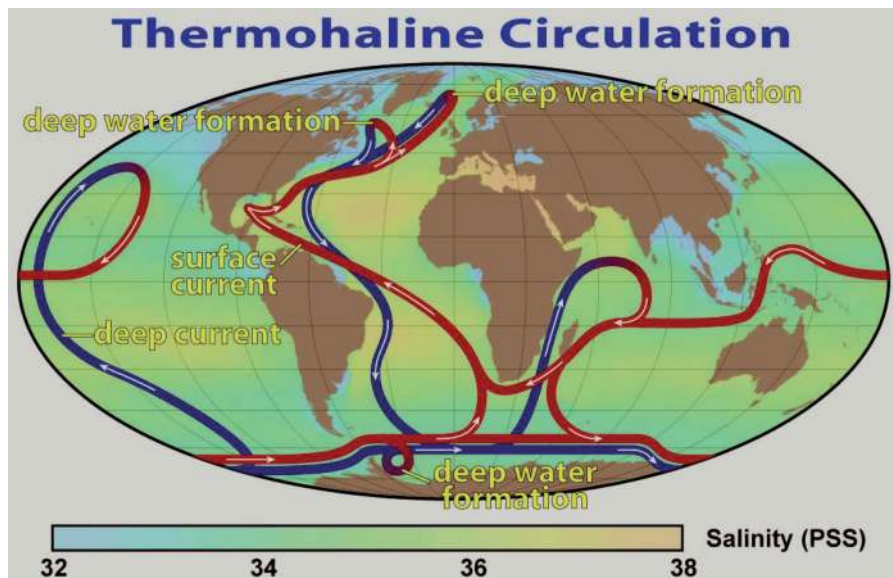 Thermohaline Circulation
deep water formation
deep water formation
surface
current
deep current
deep water
formation
Salinity (PSS)
32 34 36 38